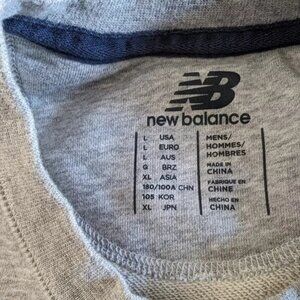 NB
new balance
L USA
L EURO
L AUS
G BRZ
XL ASIA
180/100A CHN
105 KOR
XL JPN
MENS/
HOMMES/
HOMBRES
MADE IN
CHINA
FABRIQUÉ EN
CHINE
HECHO EN
CHINA